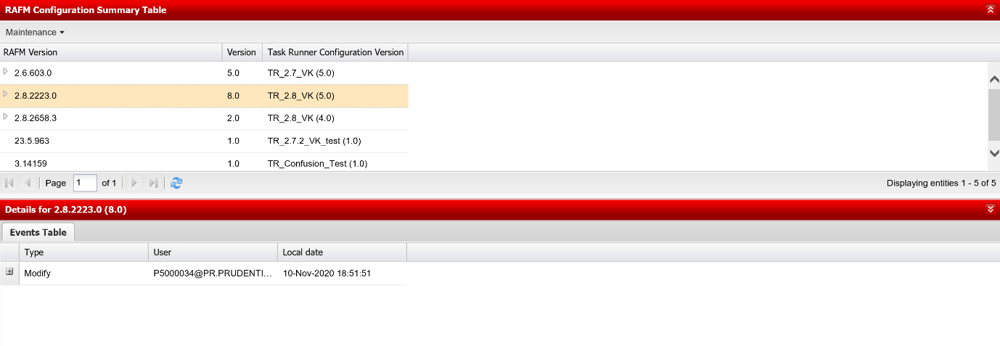 RAFM Configuration Summary Table
Maintenance
RAFM Version Version Task Runner Configuration Version
2.6.603.0 5.0 TR_2.7_VK (5.0)
2.8.2223.0 8.0 TR_2.8_VK (5.0)
2.8.2658.3 2.0 TR_2.8_VK (4.0)
23.5.963 1.0 TR_2.7.2_VK_test (1.0)
3.14159 1.0 TR_Confusion_Test (1.0)
Page 1 of 1 Displaying entities 1 - 5 of 5
Details for 2.8.2223.0 (8.0)
Events Table
Type User Local date
Modify P5000034@PR.PRUDENTI... 10-Nov-2020 18:51:51